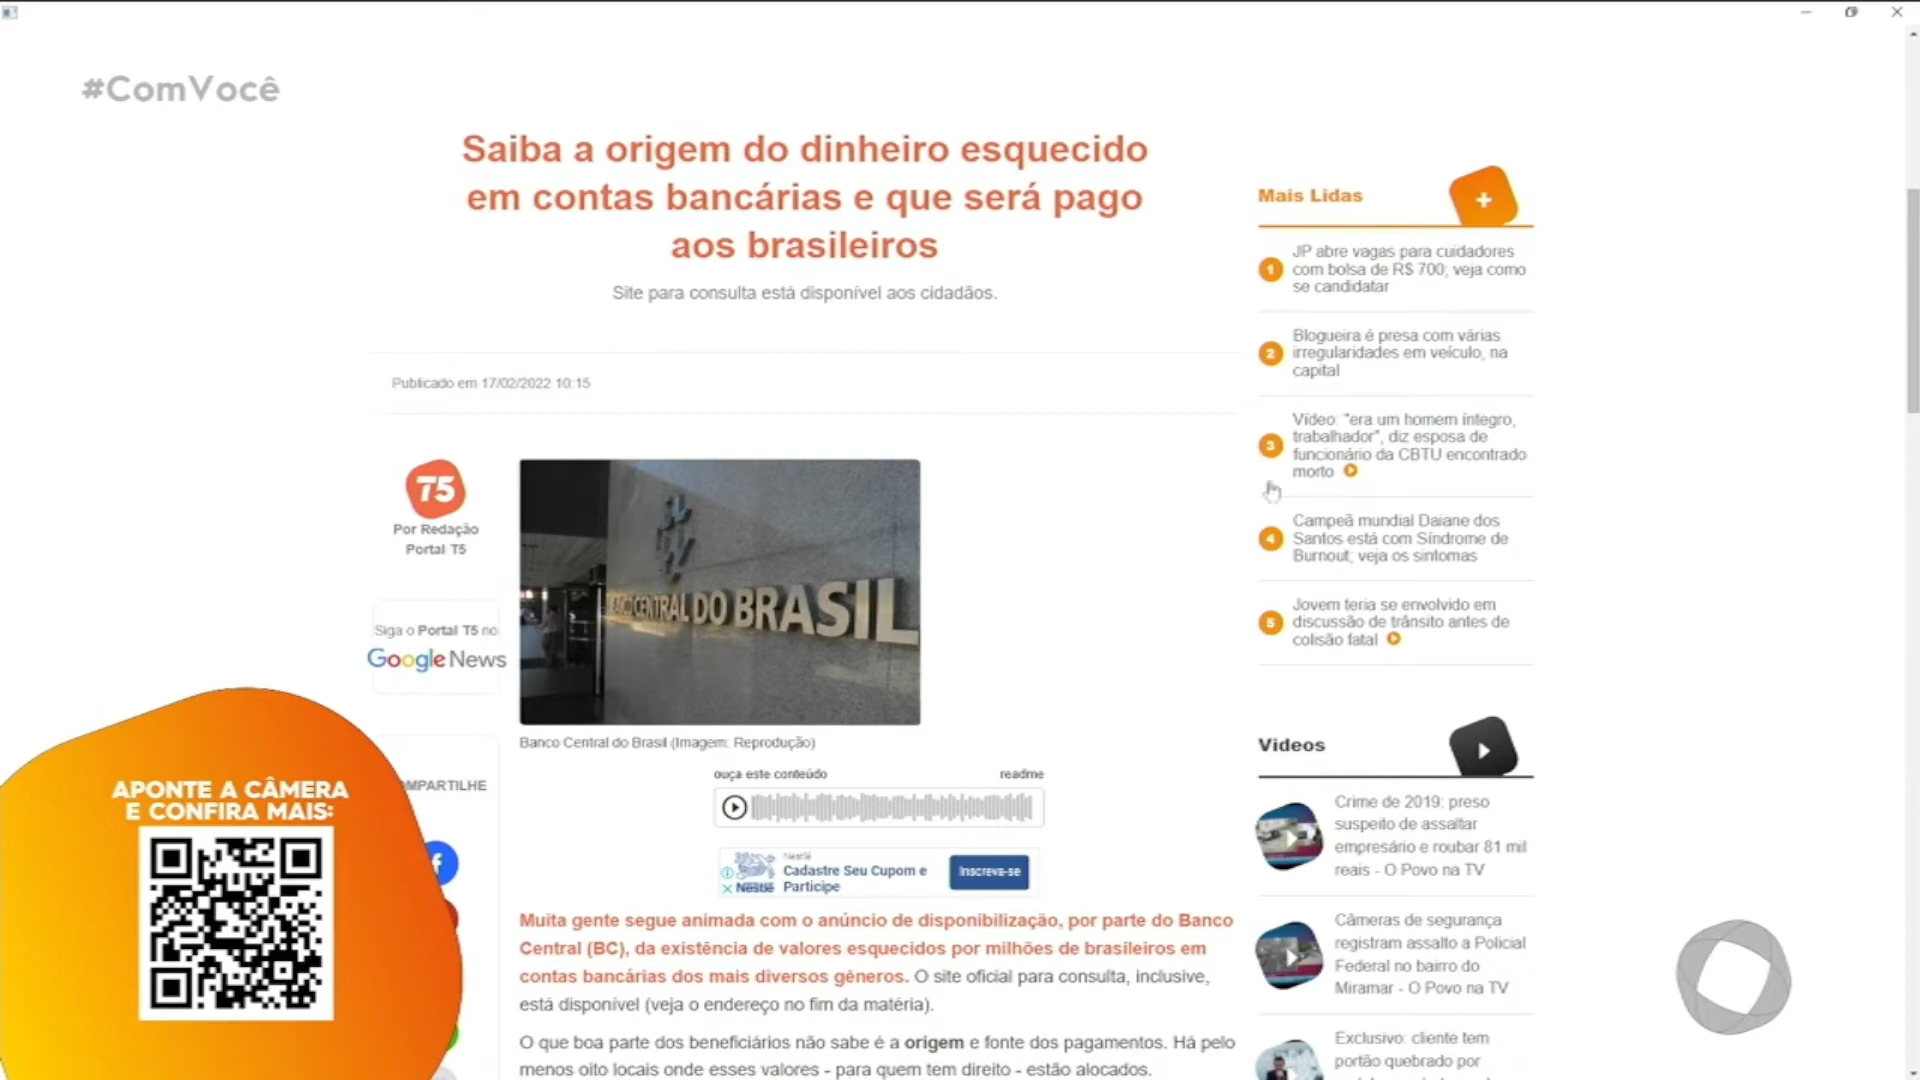 #ComVocê
Saiba a origem do dinheiro esquecido
em contas bancárias e que será pago
aos brasileiros
Site para consulta está disponível aos cidadãos.
Publicado em 17/02/2022 10:15
T5
Por Redação
Portal T5
Siga o Portal T5 no
Google News
CENTRAL DO BRASIL
Banco Central do Brasil (Imagem: Reprodução)
ouça este conteúdo
readme
Nestlé
Cadastre Seu Cupom e
Participe
Nestlé
Inscreva-se
Muita gente segue animada com o anúncio de disponibilização, por parte do Banco
Central (BC), da existência de valores esquecidos por milhões de brasileiros em
contas bancárias dos mais diversos gêneros. O site oficial para consulta, inclusive,
está disponível (veja o endereço no fim da matéria).
O que boa parte dos beneficiários não sabe é a origem e fonte dos pagamentos. Há pelo
menos oito locais onde esses valores - para quem tem direito - estão alocados.
MPARTILHE
f
APONTE A CÂMERA
E CONFIRA MAIS:
Mais Lidas
+
1
JP abre vagas para cuidadores
com bolsa de R$ 700; veja como
se candidatar
2
Blogueira é presa com várias
irregularidades em veículo, na
capital
3
Vídeo: "era um homem íntegro,
trabalhador", diz esposa de
funcionário da CBTU encontrado
morto
4
Campeã mundial Daiane dos
Santos está com Síndrome de
Burnout; veja os sintomas
5
Jovem teria se envolvido em
discussão de trânsito antes de
colisão fatal
Vídeos
Crime de 2019: preso
suspeito de assaltar
empresário e roubar 81 mil
reais - O Povo na TV
Câmeras de segurança
registram assalto a Policial
Federal no bairro do
Miramar - O Povo na TV
Exclusivo: cliente tem
portão quebrado por